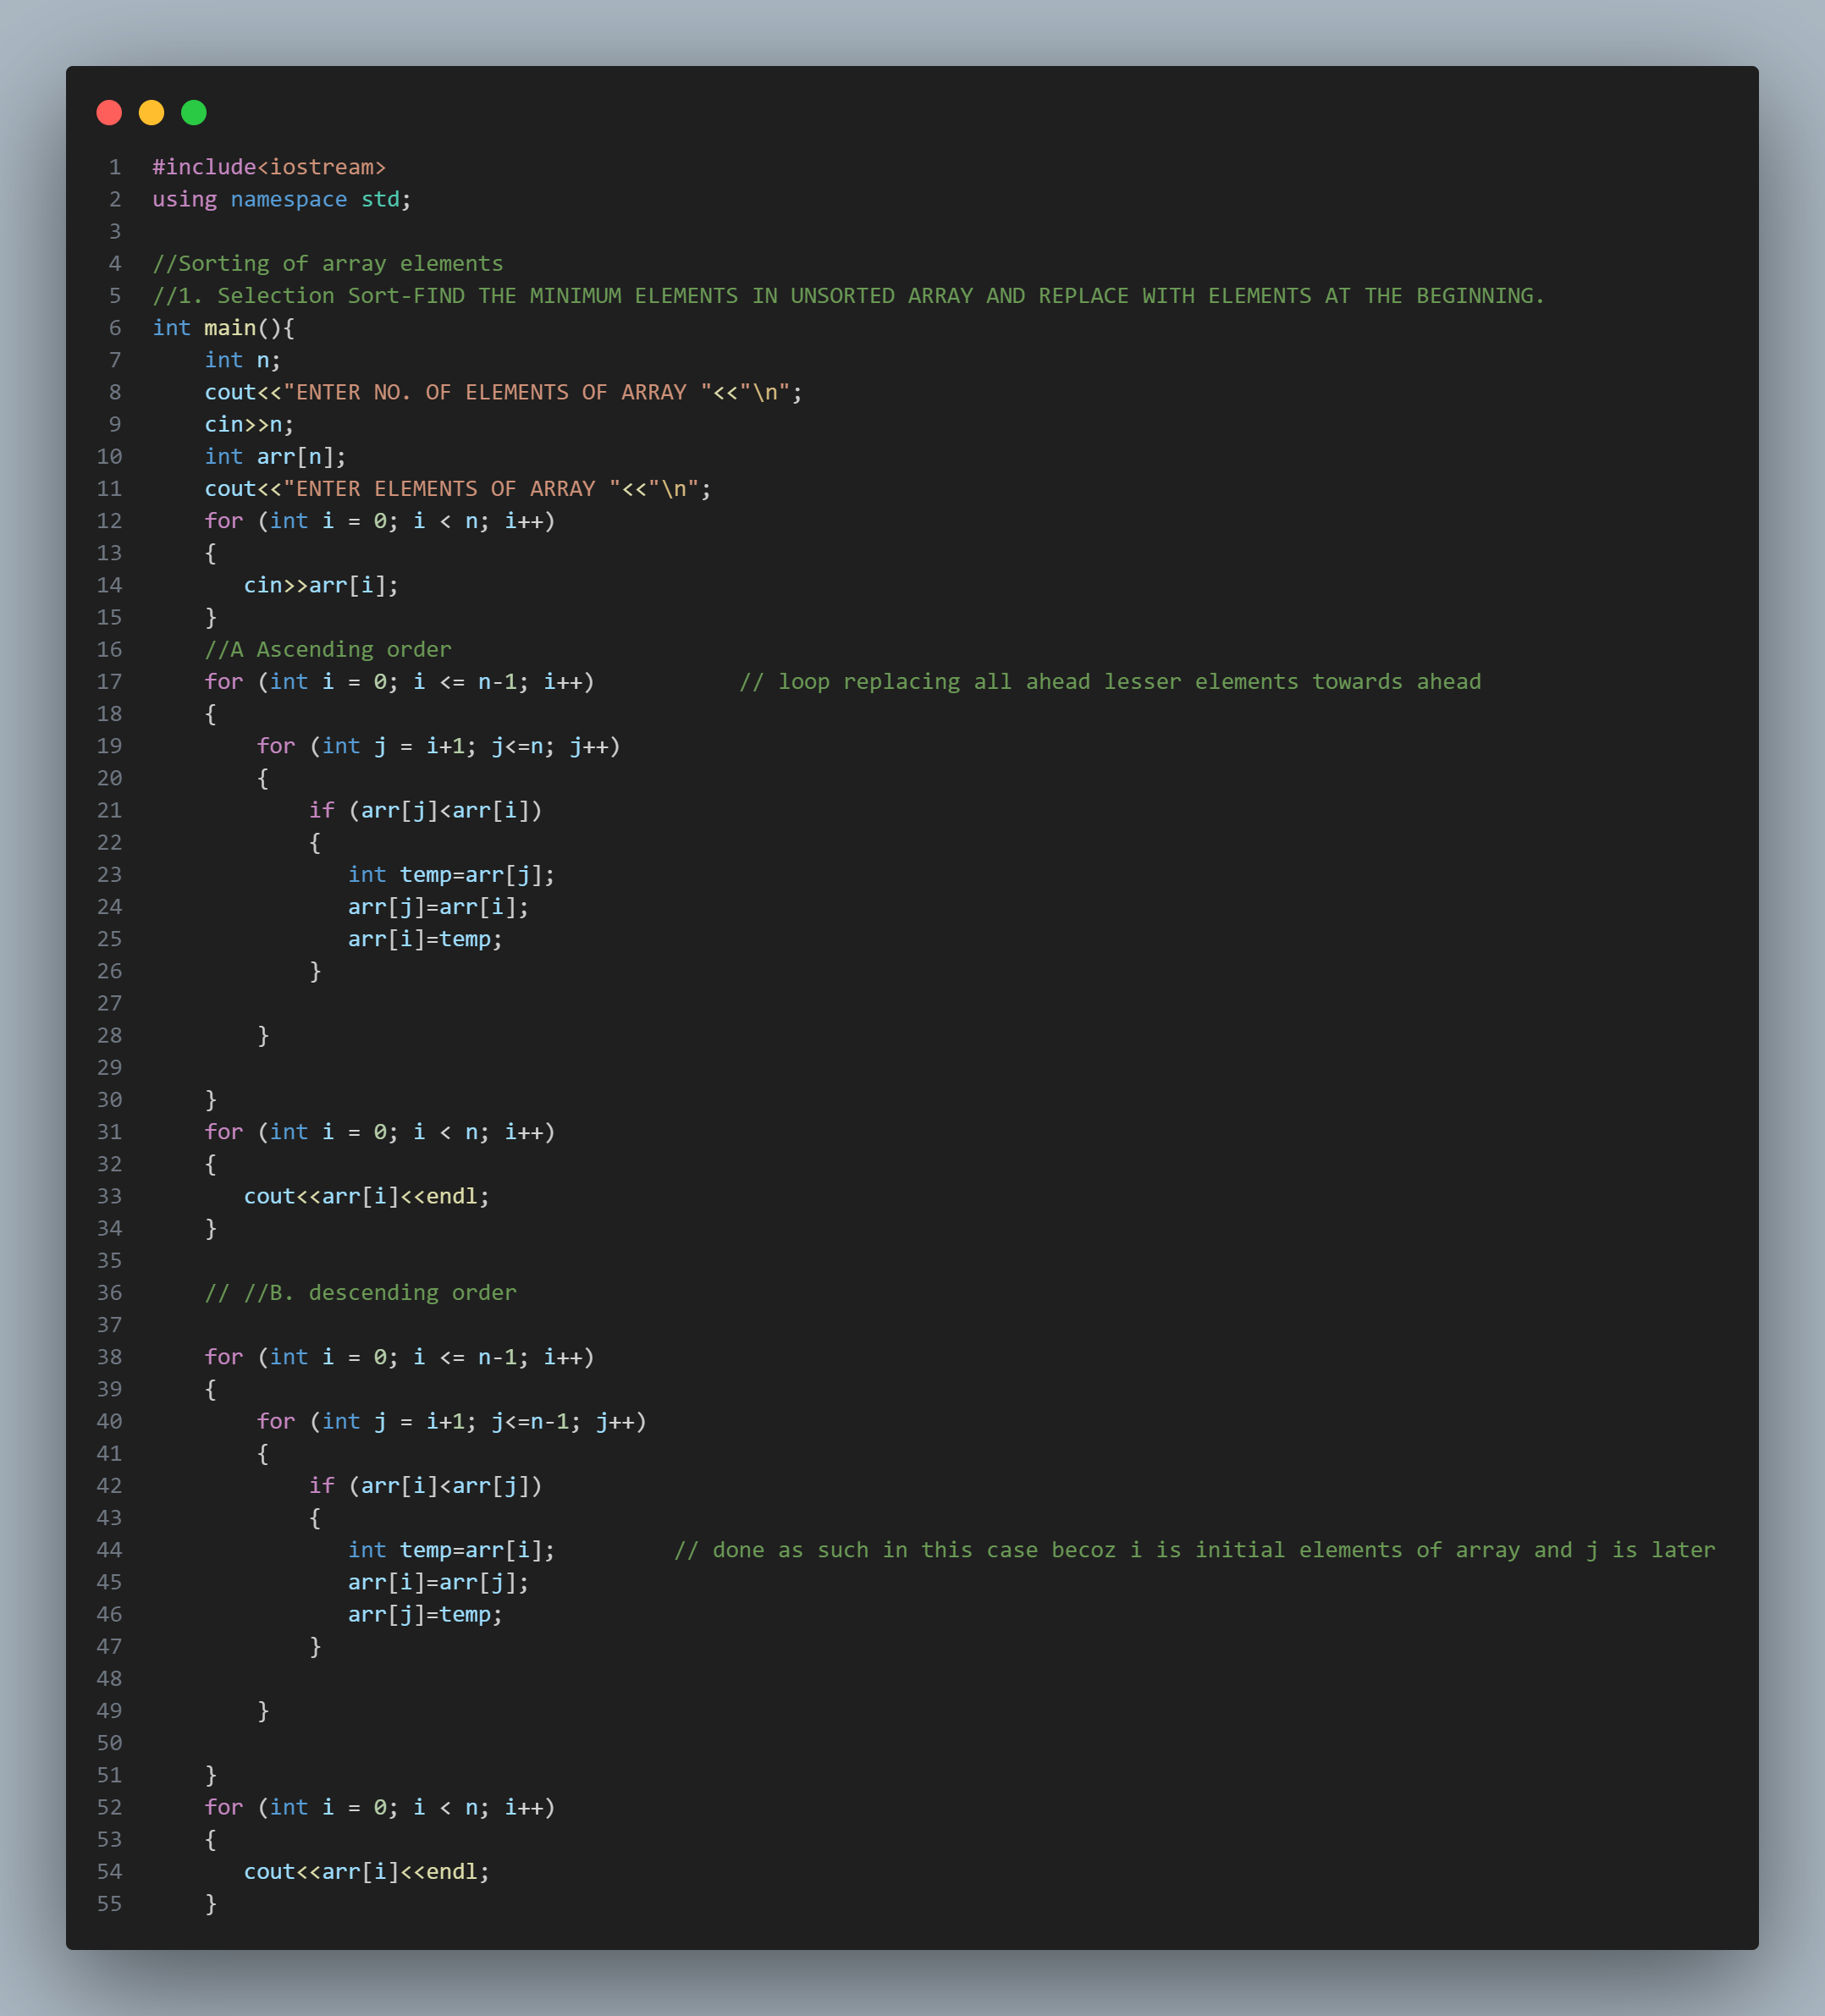 1 #include<iostream>
2 using namespace std;
3
4 //Sorting of array elements
5 //1. Selection Sort-FIND THE MINIMUM ELEMENTS IN UNSORTED ARRAY AND REPLACE WITH ELEMENTS AT THE BEGINNING.
6 int main(){
7     int n;
8     cout<<"ENTER NO. OF ELEMENTS OF ARRAY "<<"\n";
9     cin>>n;
10     int arr[n];
11     cout<<"ENTER ELEMENTS OF ARRAY "<<"\n";
12     for (int i = 0; i < n; i++)
13     {
14        cin>>arr[i];
15     }
16     //A Ascending order
17     for (int i = 0; i <= n-1; i++)           // loop replacing all ahead lesser elements towards ahead
18     {
19         for (int j = i+1; j<=n; j++)
20         {
21             if (arr[j]<arr[i])
22             {
23                int temp=arr[j];
24                arr[j]=arr[i];
25                arr[i]=temp;
26             }
27
28         }
29
30     }
31     for (int i = 0; i < n; i++)
32     {
33        cout<<arr[i]<<endl;
34     }
35
36     // //B. descending order
37
38     for (int i = 0; i <= n-1; i++)
39     {
40         for (int j = i+1; j<=n-1; j++)
41         {
42             if (arr[i]<arr[j])
43             {
44                int temp=arr[i];         // done as such in this case becoz i is initial elements of array and j is later
45                arr[i]=arr[j];
46                arr[j]=temp;
47             }
48
49         }
50
51     }
52     for (int i = 0; i < n; i++)
53     {
54        cout<<arr[i]<<endl;
55     }